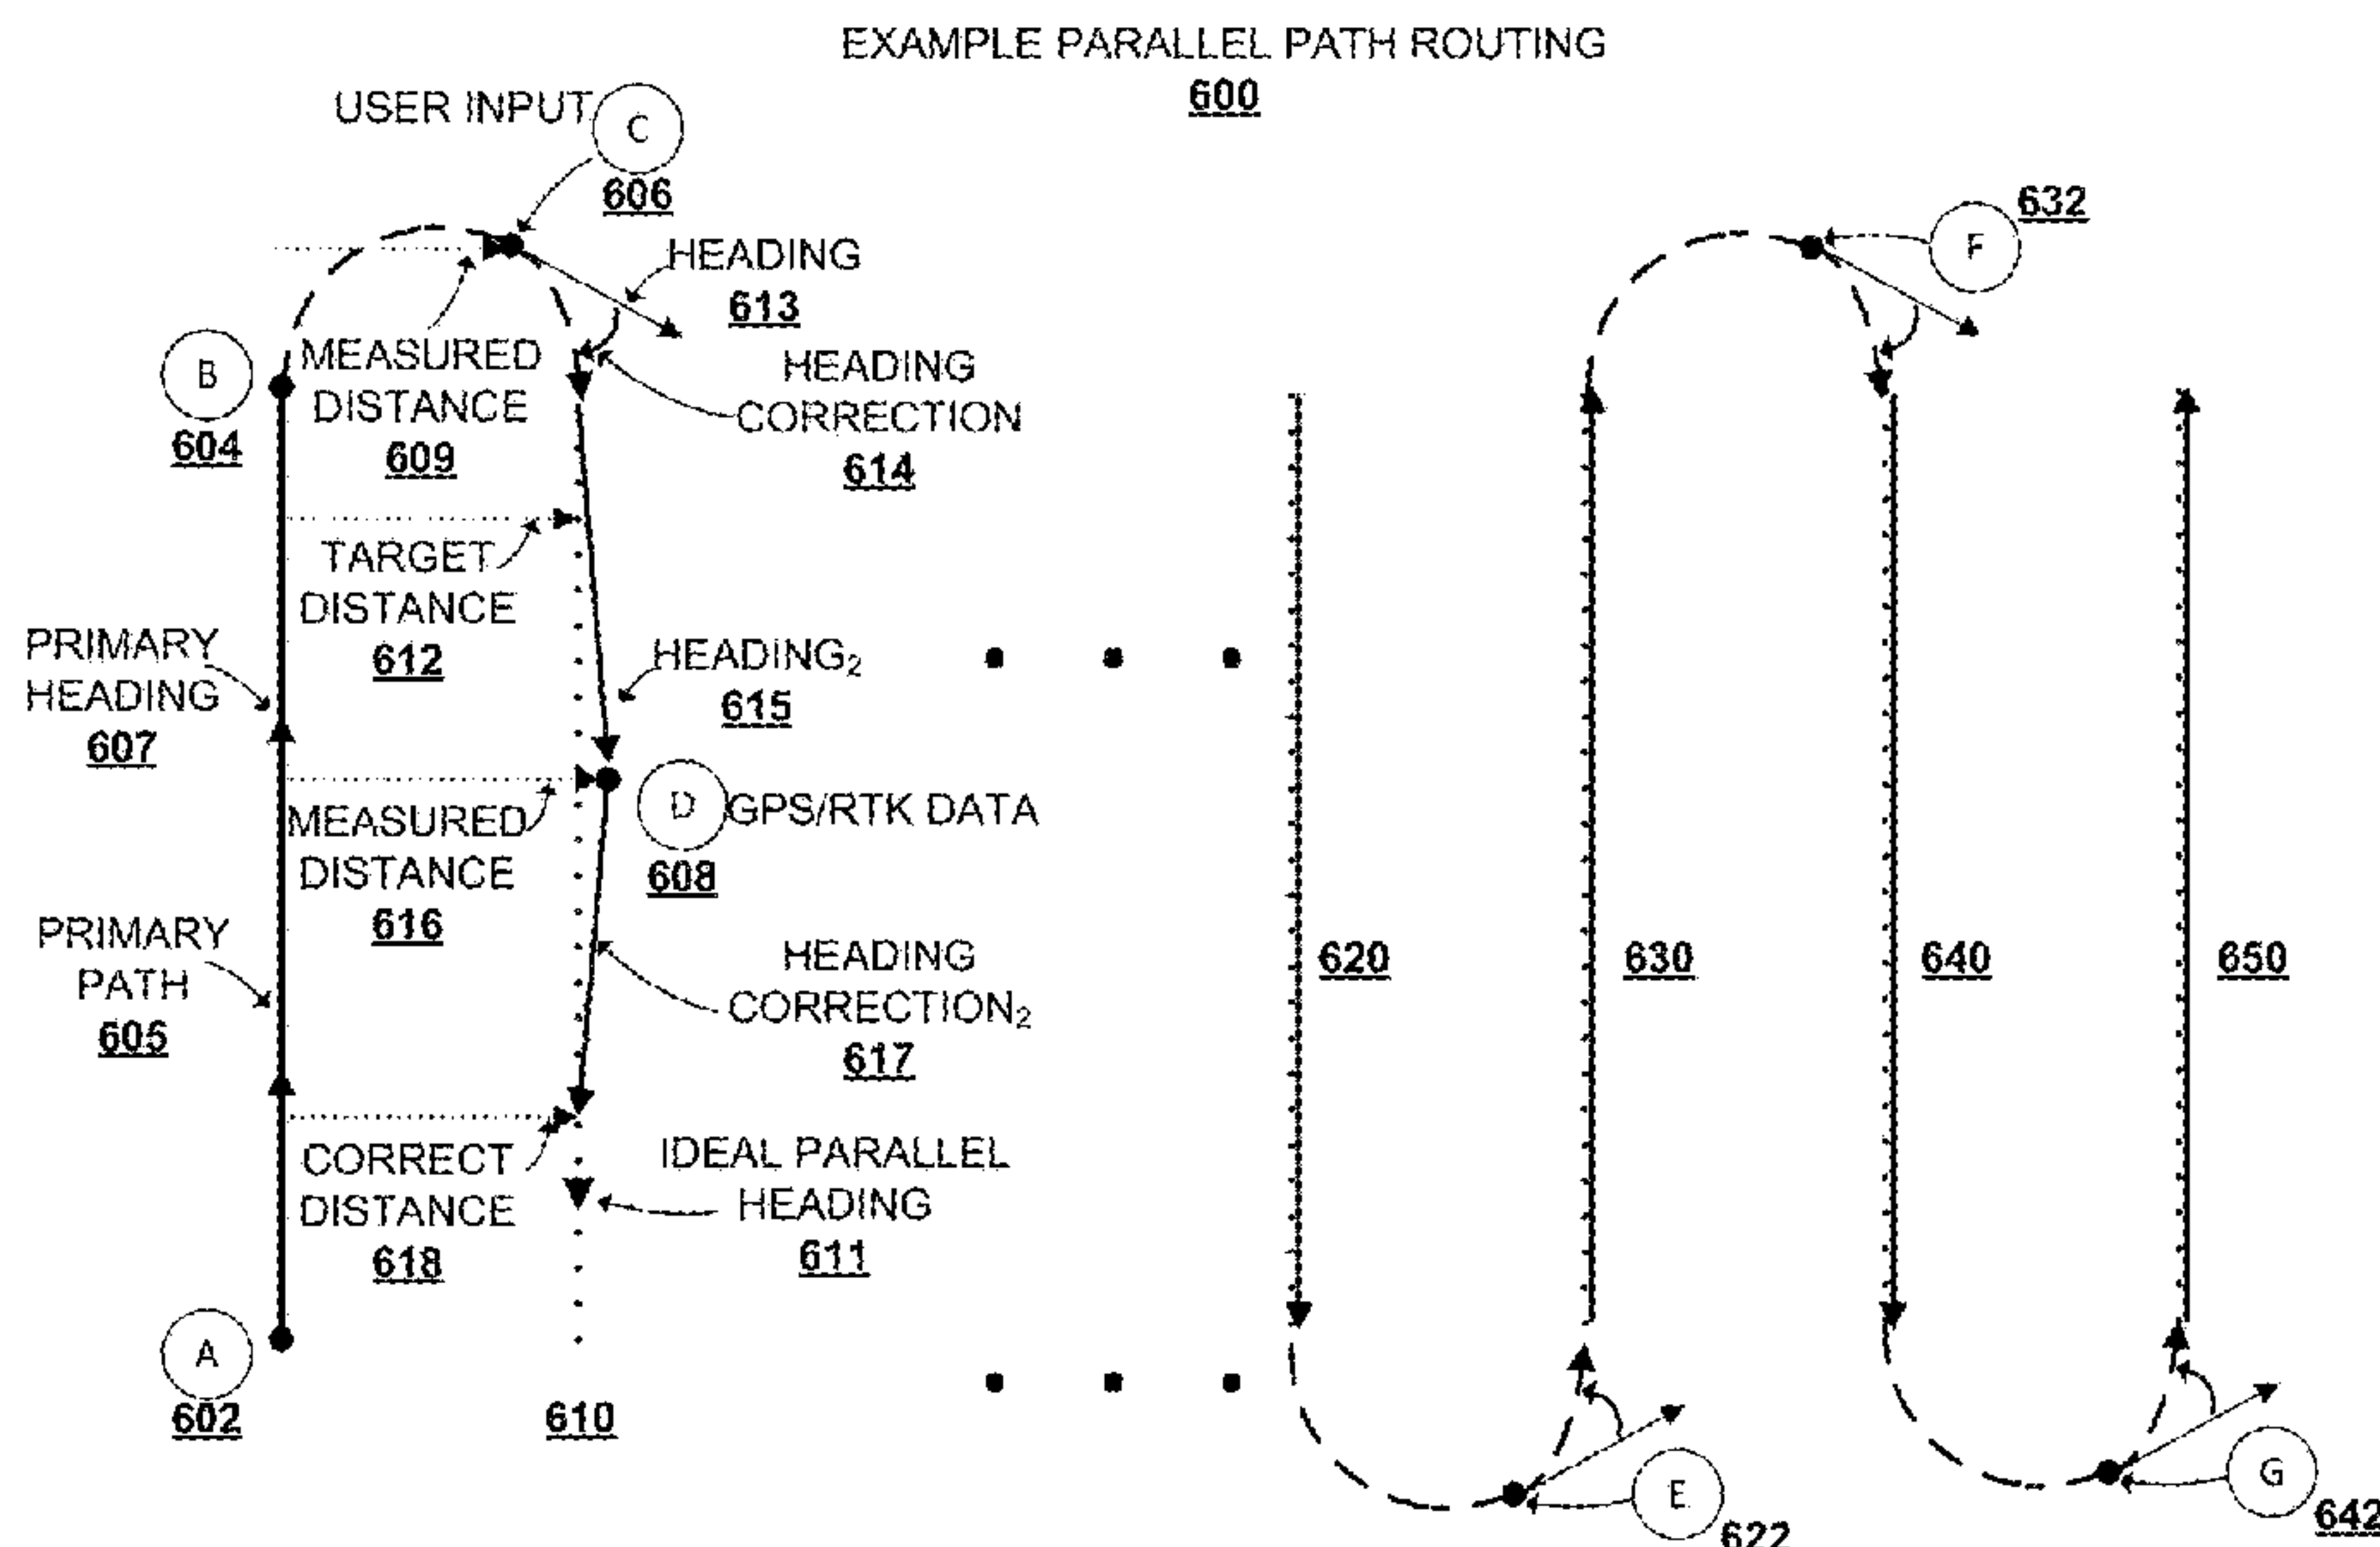 EXAMPLE PARALLEL PATH ROUTING
600
USER INPUT
C
606
HEADING
613
B
604
MEASURED
DISTANCE
609
HEADING
CORRECTION
614
TARGET
DISTANCE
612
PRIMARY
HEADING
607
HEADING2
615
MEASURED
DISTANCE
616
D
GPS/RTK DATA
608
PRIMARY
PATH
605
HEADING
CORRECTION2
617
CORRECT
DISTANCE
618
IDEAL PARALLEL
HEADING
611
A
602
610
620
630
640
650
F
632
E
622
G
642